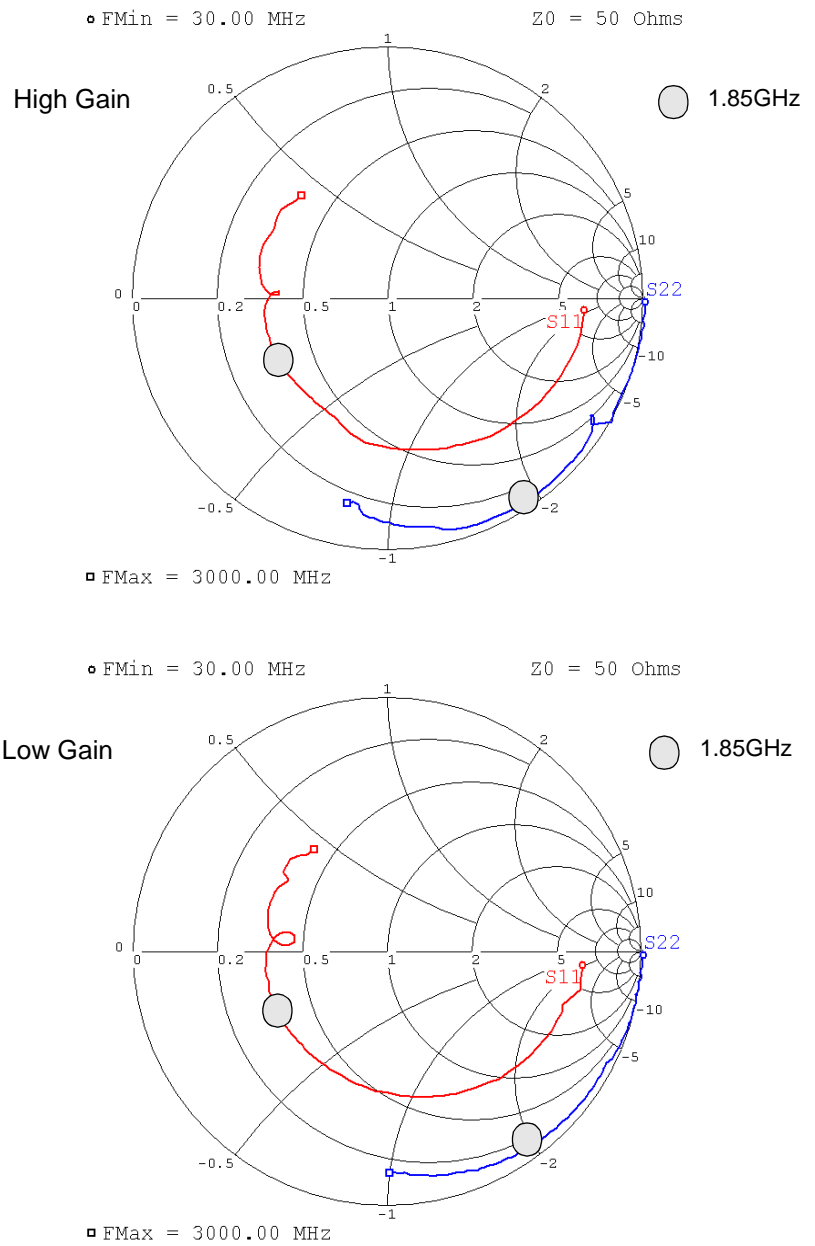 FMin = 30.00 MHz Z0 = 50 Ohms
High Gain 1.85GHz
1
0.5 2
5
10
S22
0 0 0.2 0.5 1 2 5
S11
-10
-5
-0.5 -2
-1
FMax = 3000.00 MHz
FMin = 30.00 MHz Z0 = 50 Ohms
1
0.5 2
Low Gain 1.85GHz
5
10
S22
0 0 0.2 0.5 1 2 5
S11
-10
-5
-0.5 -2
-1
FMax = 3000.00 MHz